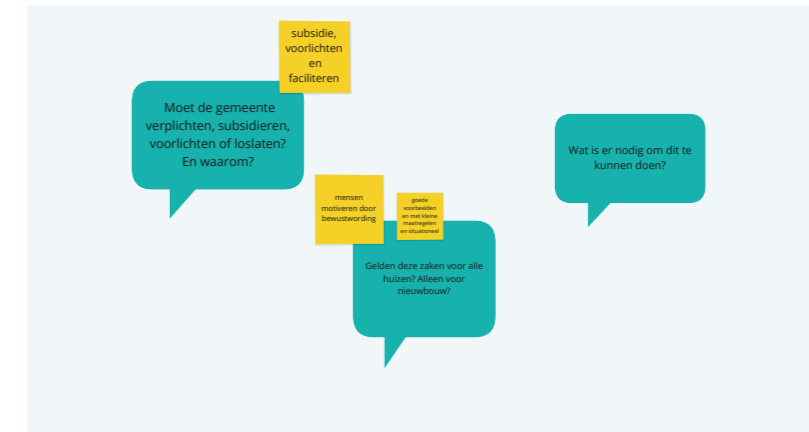 subsidie,
voorlichten
en
faciliteren
Moet de gemeente
verplichten, subsidieren,
voorlichten of loslaten?
En waarom?
Wat is er nodig om dit te
kunnen doen?
mensen
motiveren door
bewustwording
goede
voorbeelden
en met kleine
maatregelen
en situationeel
Gelden deze zaken voor alle
huizen? Alleen voor
nieuwbouw?